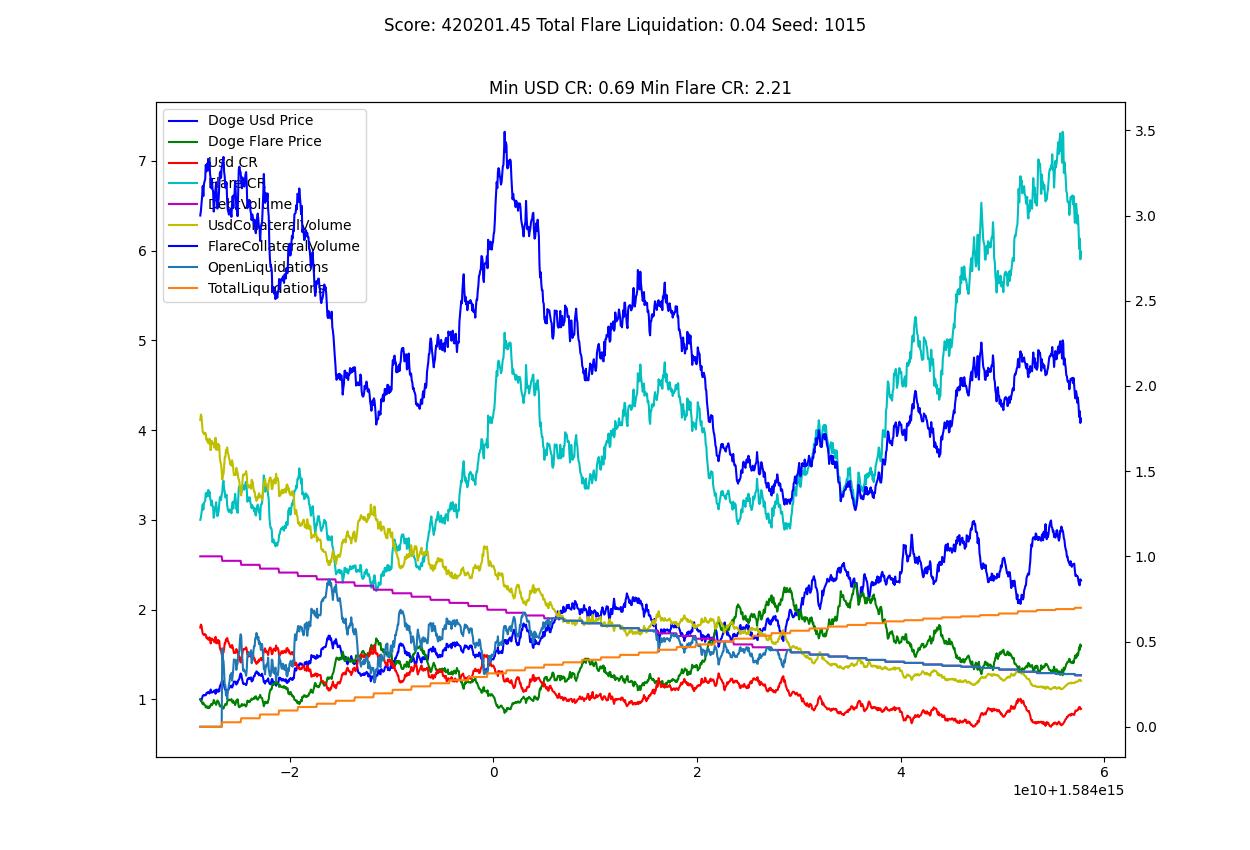 Score: 420201.45 Total Flare Liquidation: 0.04 Seed: 1015
Min USD CR: 0.69 Min Flare CR: 2.21
Doge Usd Price
Doge Flare Price
Usd CR
Flare CR
DebtVolume
UsdCollateralVolume
FlareCollateralVolume
OpenLiquidations
TotalLiquidations
7
6
5
4
3
2
1
3.5
3.0
2.5
2.0
1.5
1.0
0.5
0.0
−2
0
2
4
6
1e10+1.584e15